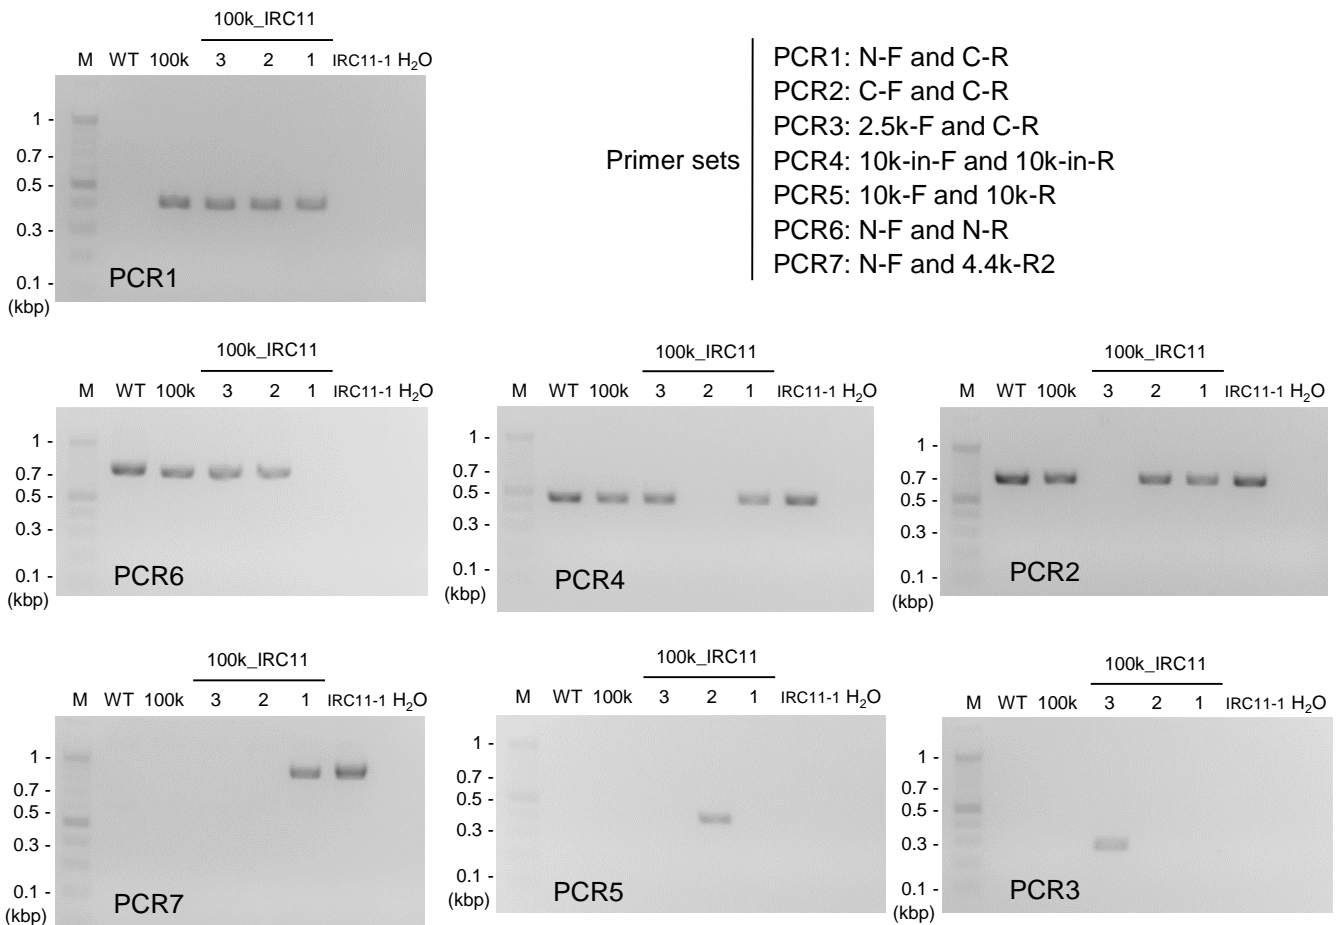 100k_IRC11
M WT 100k 3 2 1 IRC11-1 H₂O
1 -
0.7 -
0.5 -
0.3 -
0.1 -
(kbp)
PCR1
Primer sets
PCR1: N-F and C-R
PCR2: C-F and C-R
PCR3: 2.5k-F and C-R
PCR4: 10k-in-F and 10k-in-R
PCR5: 10k-F and 10k-R
PCR6: N-F and N-R
PCR7: N-F and 4.4k-R2
100k_IRC11
M WT 100k 3 2 1 IRC11-1 H₂O
1 -
0.7 -
0.5 -
0.3 -
0.1 -
(kbp)
PCR6
100k_IRC11
M WT 100k 3 2 1 IRC11-1 H₂O
1 -
0.7 -
0.5 -
0.3 -
0.1 -
(kbp)
PCR4
100k_IRC11
M WT 100k 3 2 1 IRC11-1 H₂O
1 -
0.7 -
0.5 -
0.3 -
0.1 -
(kbp)
PCR2
100k_IRC11
M WT 100k 3 2 1 IRC11-1 H₂O
1 -
0.7 -
0.5 -
0.3 -
0.1 -
(kbp)
PCR7
100k_IRC11
M WT 100k 3 2 1 IRC11-1 H₂O
1 -
0.7 -
0.5 -
0.3 -
0.1 -
(kbp)
PCR5
100k_IRC11
M WT 100k 3 2 1 IRC11-1 H₂O
1 -
0.7 -
0.5 -
0.3 -
0.1 -
(kbp)
PCR3